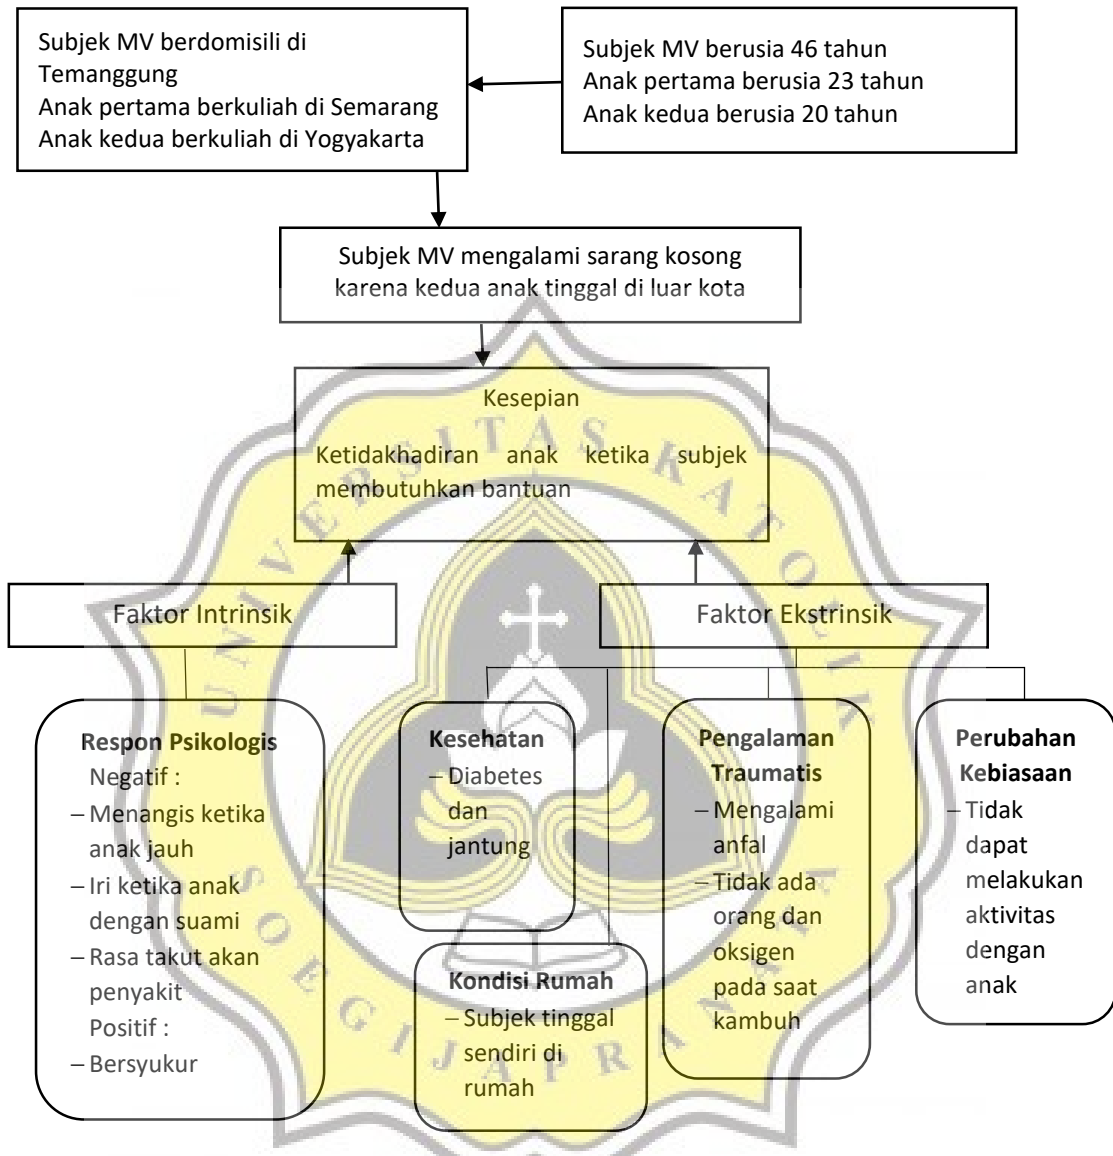 Subjek MV berdomisili di
Temanggung
Anak pertama berkuliah di Semarang
Anak kedua berkuliah di Yogyakarta
Subjek MV berusia 46 tahun
Anak pertama berusia 23 tahun
Anak kedua berusia 20 tahun
Subjek MV mengalami sarang kosong
karena kedua anak tinggal di luar kota
Kesepian
Ketidakhadiran anak ketika subjek
membutuhkan bantuan
Faktor Intrinsik
Faktor Ekstrinsik
Respon Psikologis
Negatif :
– Menangis ketika
anak jauh
– Iri ketika anak
dengan suami
– Rasa takut akan
penyakit
Positif :
– Bersyukur
Kesehatan
– Diabetes
dan
jantung
Kondisi Rumah
– Subjek tinggal
sendiri di
rumah
Pengalaman
Traumatis
– Mengalami
anfal
– Tidak ada
orang dan
oksigen
pada saat
kambuh
Perubahan
Kebiasaan
– Tidak
dapat
melakukan
aktivitas
dengan
anak
UNIVERSITAS KATOLIK
SOEGIJAPRANATA